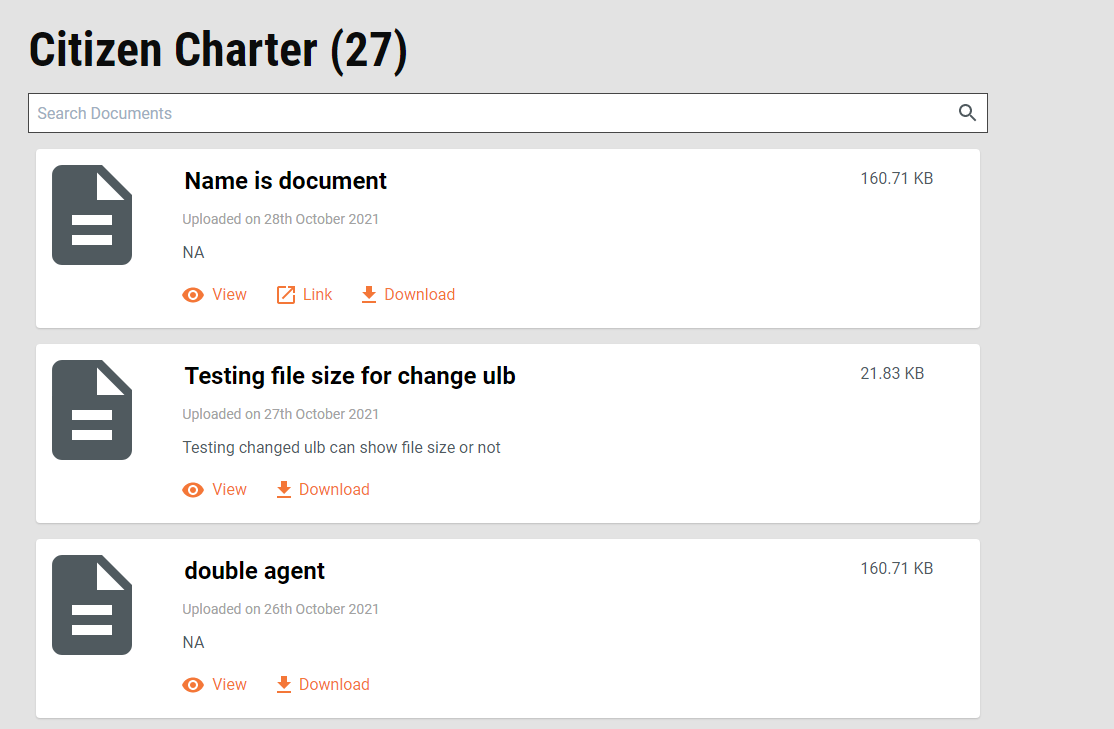 Citizen Charter (27)
Search Documents
Name is document
160.71 KB
Uploaded on 28th October 2021
NA
View Link Download
Testing file size for change ulb
21.83 KB
Uploaded on 27th October 2021
Testing changed ulb can show file size or not
View Download
double agent
160.71 KB
Uploaded on 26th October 2021
NA
View Download